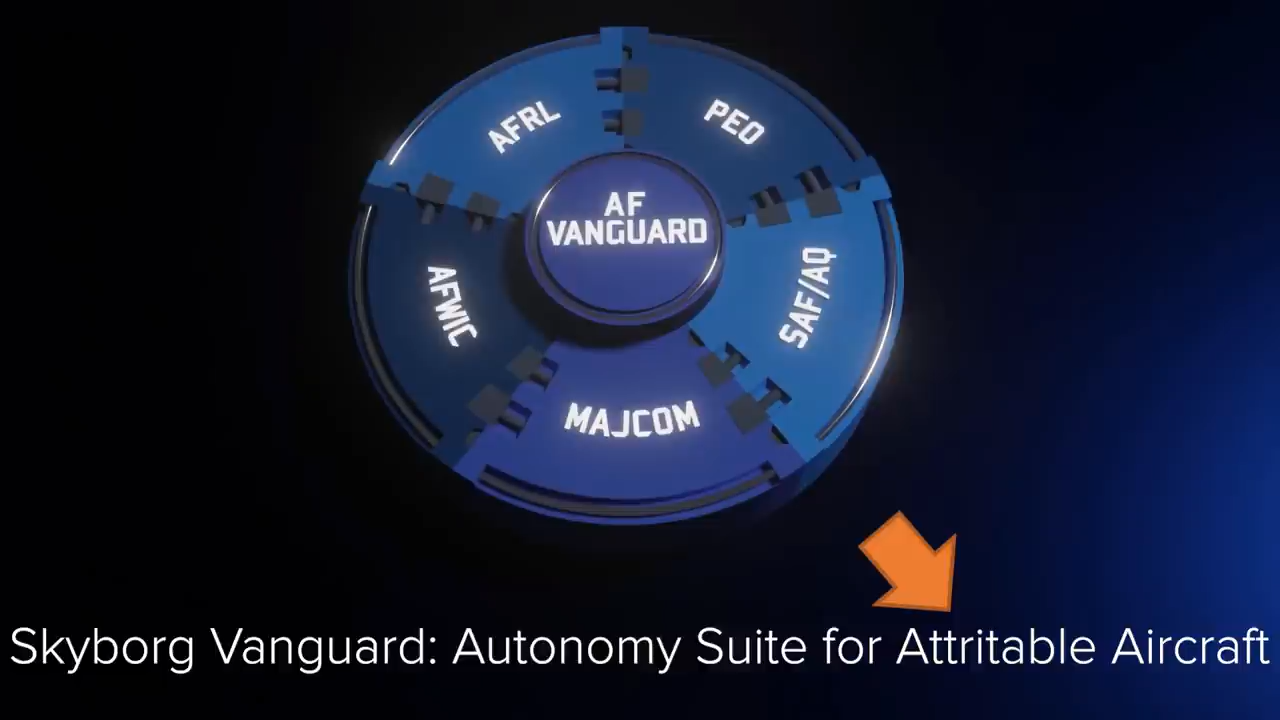 AFRL
PEO
AF
VANGUARD
AFWIC
SAF/AQ
MAJCOM
Skyborg Vanguard: Autonomy Suite for Attritable Aircraft